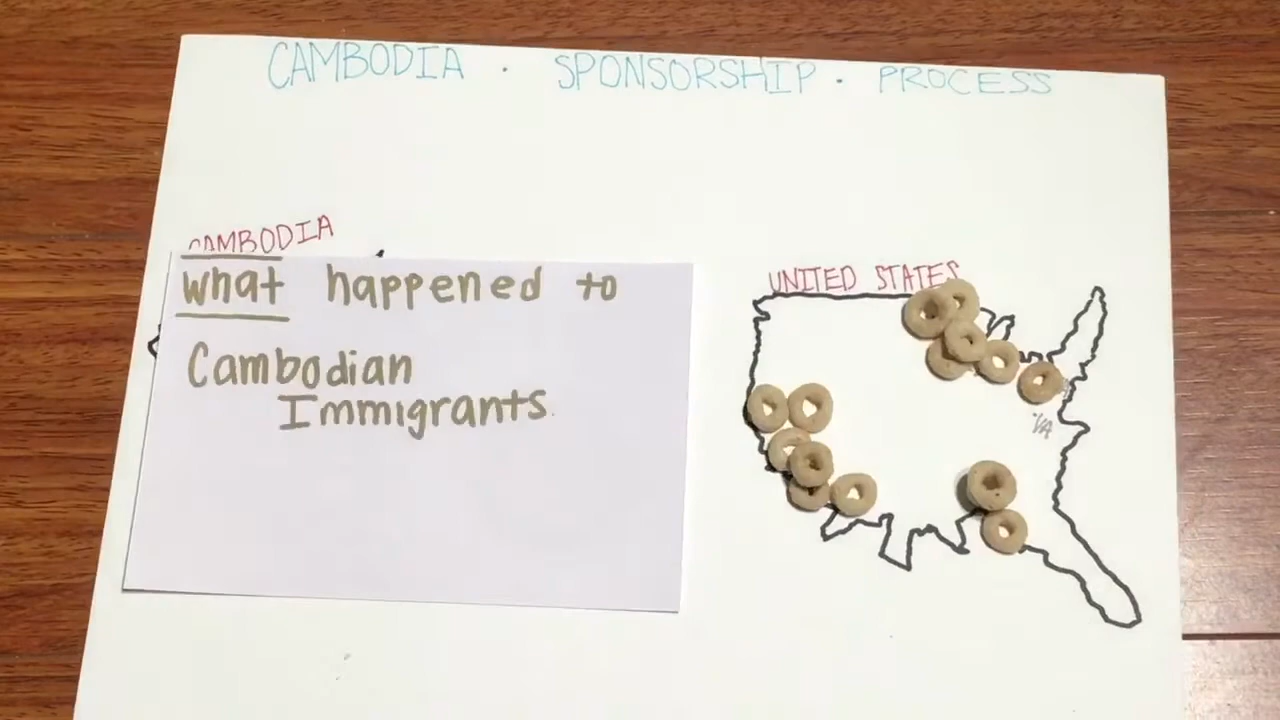 CAMBODIA · SPONSORSHIP · PROCESS
CAMBODIA
What happened to
Cambodian
Immigrants.
UNITED STATES
VA